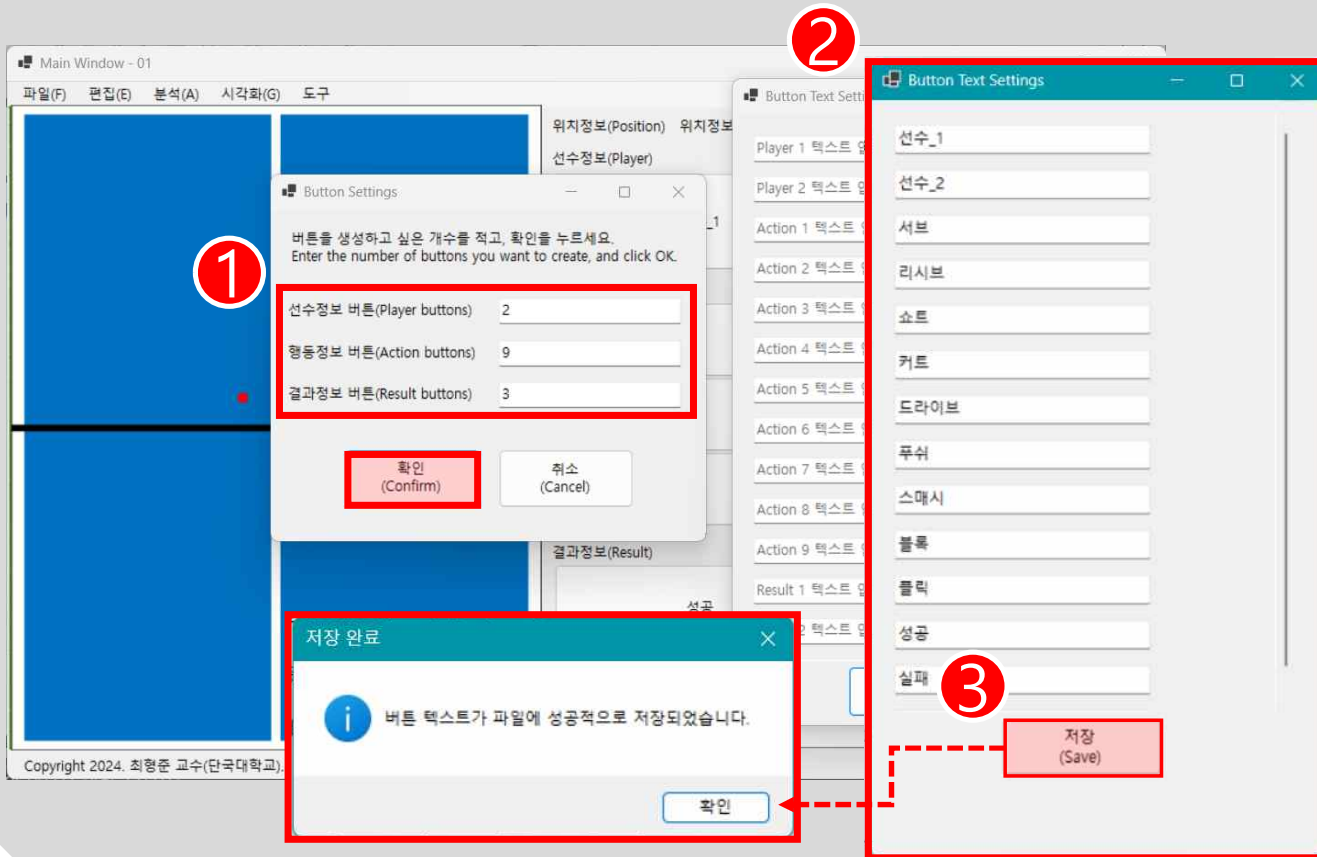 Main Window - 01
파일(F) 편집(E) 분석(A) 시각화(G) 도구
위치정보(Position) 위치정보
선수정보(Player)
_1
1
Button Settings
버튼을 생성하고 싶은 개수를 적고, 확인을 누르세요.
Enter the number of buttons you want to create, and click OK.
선수정보 버튼(Player buttons) 2
행동정보 버튼(Action buttons) 9
결과정보 버튼(Result buttons) 3
확인
(Confirm)
취소
(Cancel)
결과정보(Result)
성공
Copyright 2024. 최형준 교수(단국대학교).
2
Button Text Setti
Player 1 텍스트
Player 2 텍스트
Action 1 텍스트
Action 2 텍스트
Action 3 텍스트
Action 4 텍스트
Action 5 텍스트
Action 6 텍스트
Action 7 텍스트
Action 8 텍스트
Action 9 텍스트
Result 1 텍스트
2 텍스트
Button Text Settings
선수_1
선수_2
서브
리시브
쇼트
커트
드라이브
푸쉬
스매시
블록
플릭
성공
실패
3
저장
(Save)
저장 완료
버튼 텍스트가 파일에 성공적으로 저장되었습니다.
확인